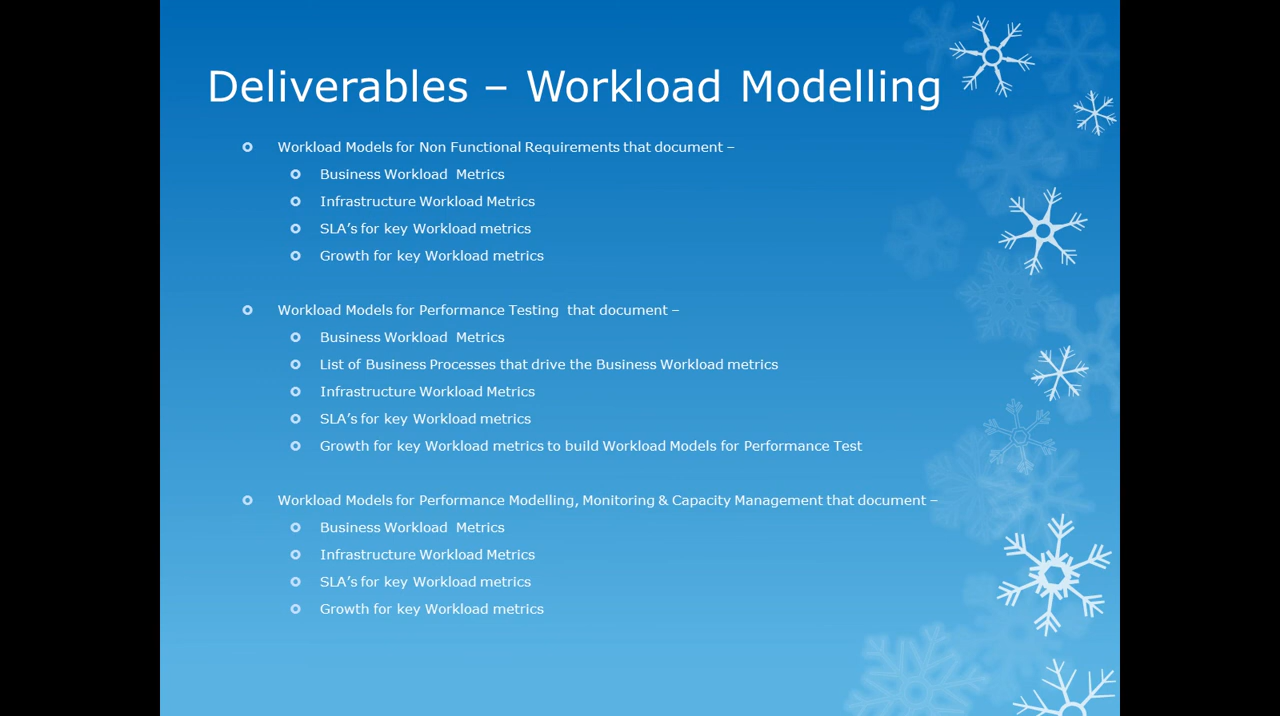 Deliverables – Workload Modelling
Workload Models for Non Functional Requirements that document –
Business Workload  Metrics
Infrastructure Workload Metrics
SLA's for key Workload metrics
Growth for key Workload metrics
Workload Models for Performance Testing  that document –
Business Workload  Metrics
List of Business Processes that drive the Business Workload metrics
Infrastructure Workload Metrics
SLA's for key Workload metrics
Growth for key Workload metrics to build Workload Models for Performance Test
Workload Models for Performance Modelling, Monitoring & Capacity Management that document –
Business Workload  Metrics
Infrastructure Workload Metrics
SLA's for key Workload metrics
Growth for key Workload metrics